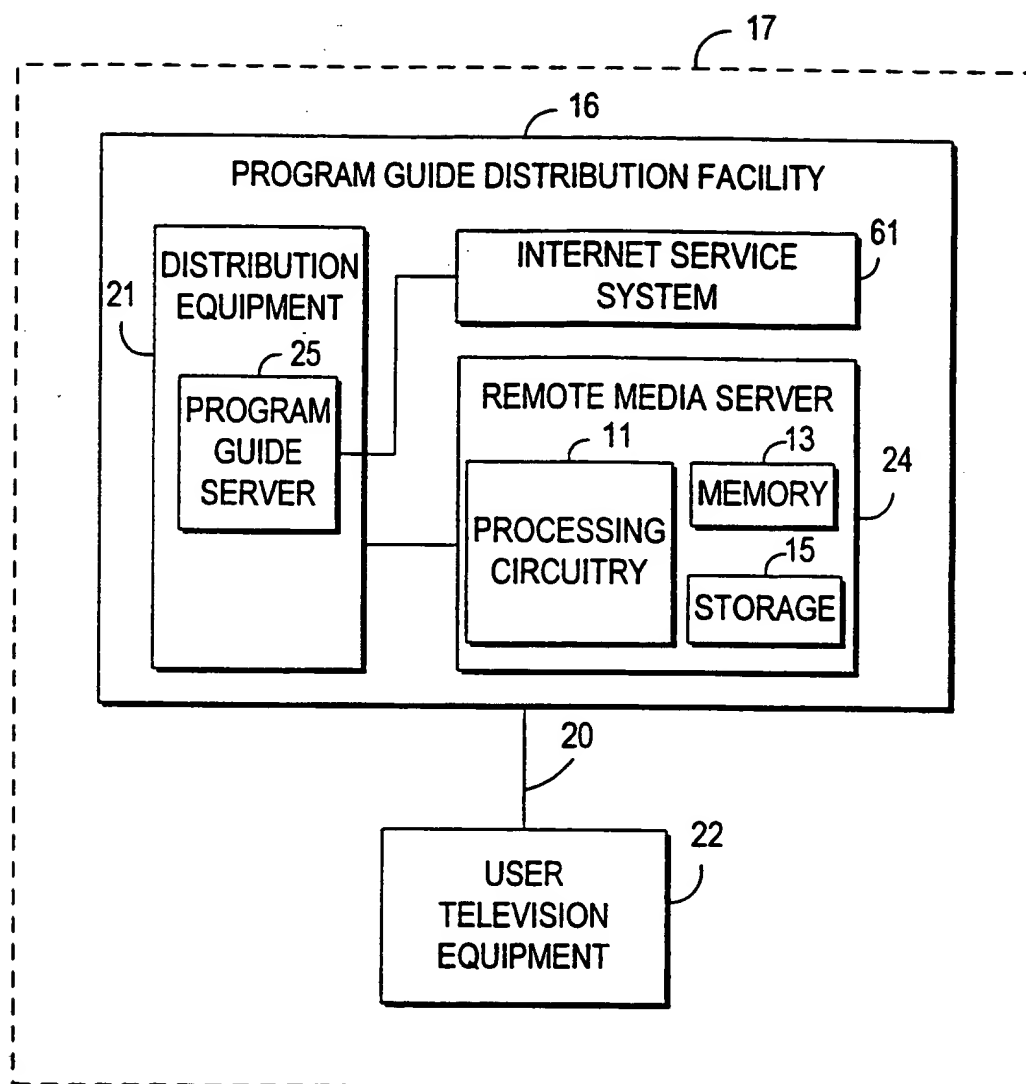 17
16
PROGRAM GUIDE DISTRIBUTION FACILITY
DISTRIBUTION
EQUIPMENT
21
25
PROGRAM
GUIDE
SERVER
INTERNET SERVICE
SYSTEM
61
REMOTE MEDIA SERVER
11
PROCESSING
CIRCUITRY
13
MEMORY
24
15
STORAGE
20
USER
TELEVISION
EQUIPMENT
22